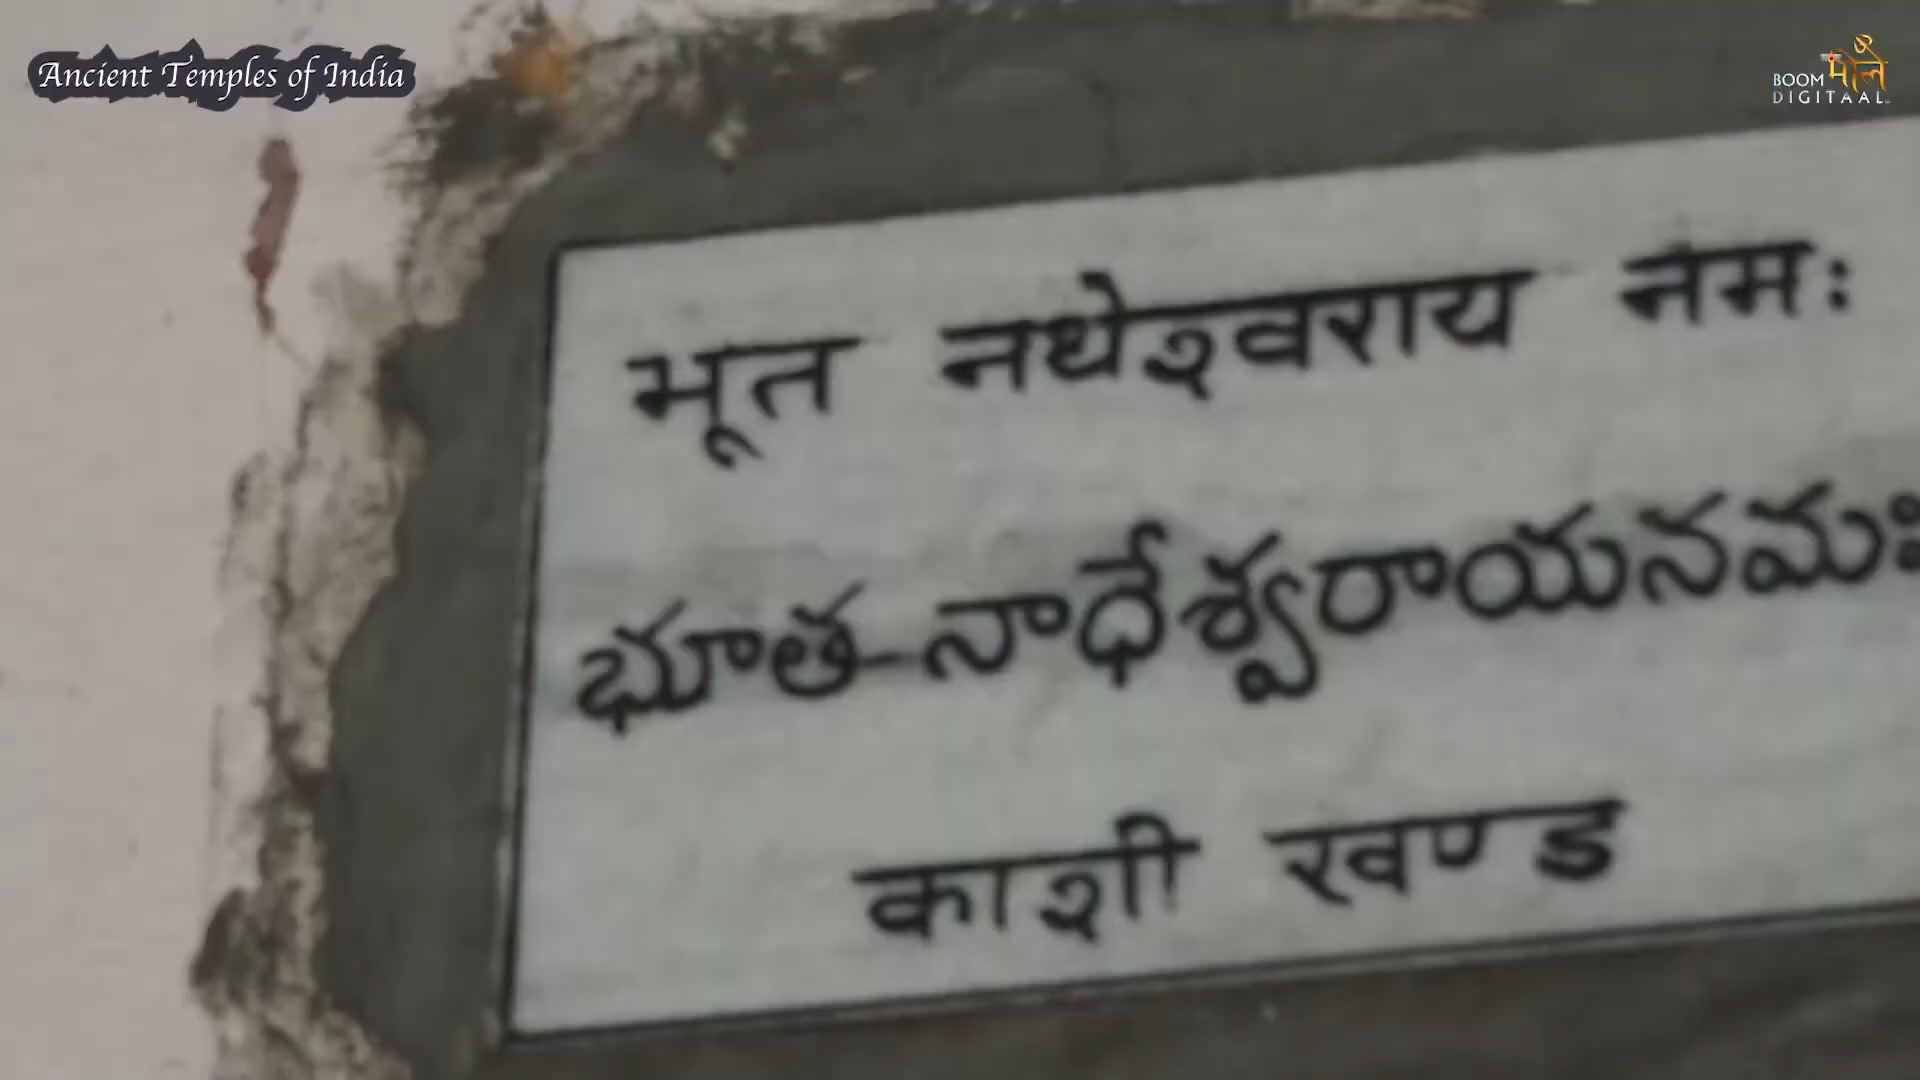 Ancient Temples of India
BOOM भोले
DIGITAAL
भूत नथेश्वराय नमः
భూత-నాధేశ్వరాయనమః
काशी खण्ड